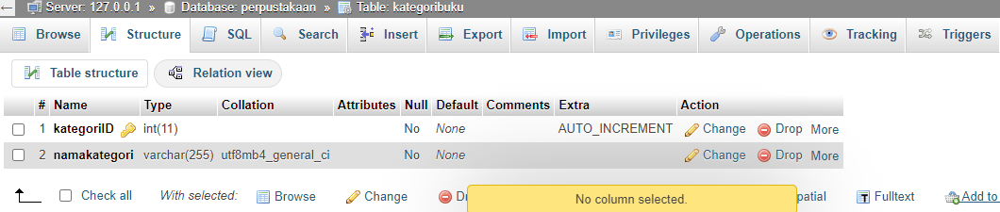 Server: 127.0.0.1 » Database: perpustakaan » Table: kategoribuku
Browse Structure SQL Search Insert Export Import Privileges Operations Tracking Triggers
Table structure Relation view
# Name Type Collation Attributes Null Default Comments Extra Action
1 kategoriID int(11) No None AUTO_INCREMENT Change Drop More
2 namakategori varchar(255) utf8mb4_general_ci No None Change Drop More
Check all With selected: Browse Change No column selected. patial Fulltext Add to